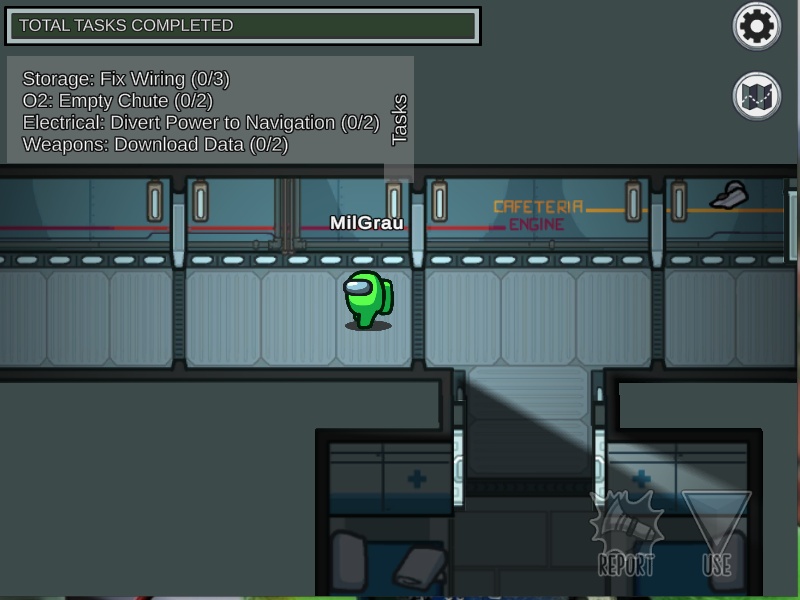 TOTAL TASKS COMPLETED
Storage: Fix Wiring (0/3)
O2: Empty Chute (0/2)
Electrical: Divert Power to Navigation (0/2)
Weapons: Download Data (0/2)
Tasks
MilGrau
CAFETERIA
ENGINE
REPORT
USE